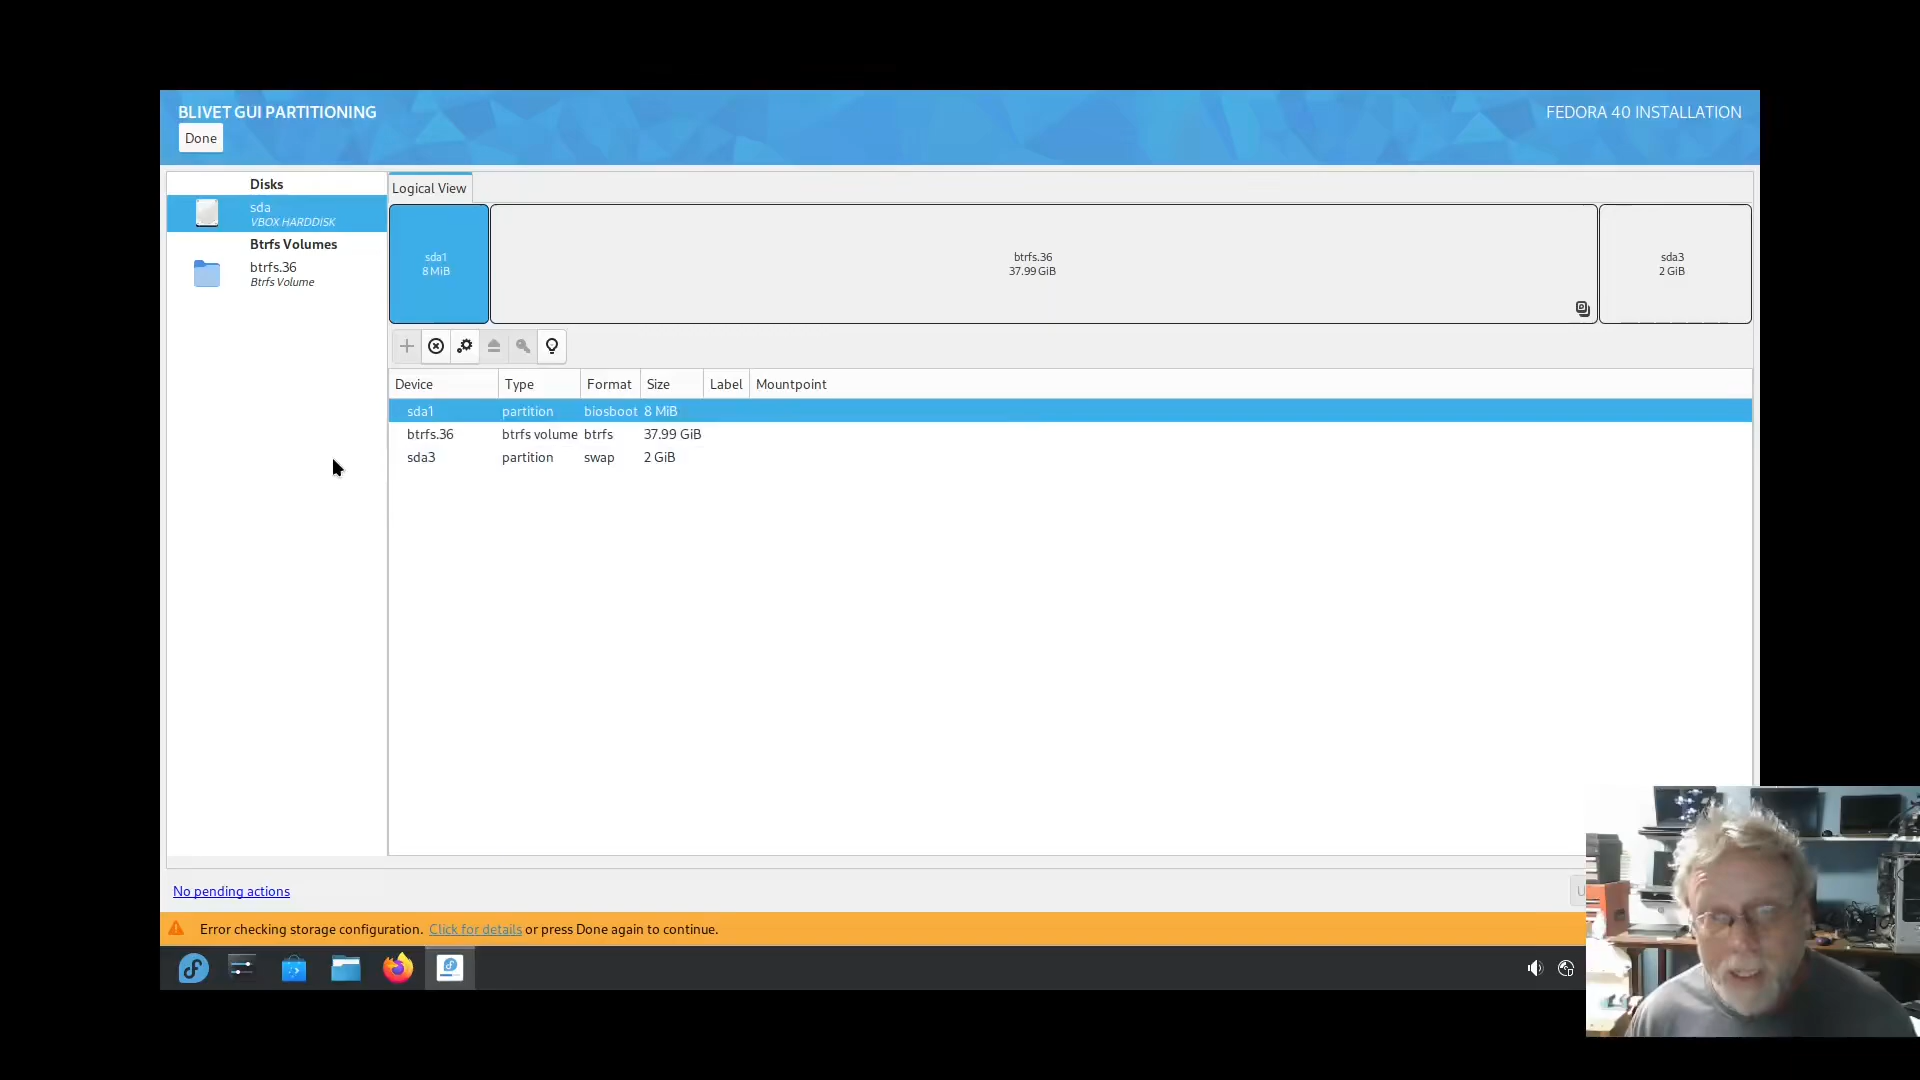 BLIVET GUI PARTITIONING
FEDORA 40 INSTALLATION
Done
Disks
sda
VBOX HARDDISK
Btrfs Volumes
btrfs.36
Btrfs Volume
Logical View
sda1
8 MiB
btrfs.36
37.99 GiB
sda3
2 GiB
Device Type Format Size Label Mountpoint
sda1 partition biosboot 8 MiB
btrfs.36 btrfs volume btrfs 37.99 GiB
sda3 partition swap 2 GiB
No pending actions
Error checking storage configuration. Click for details or press Done again to continue.